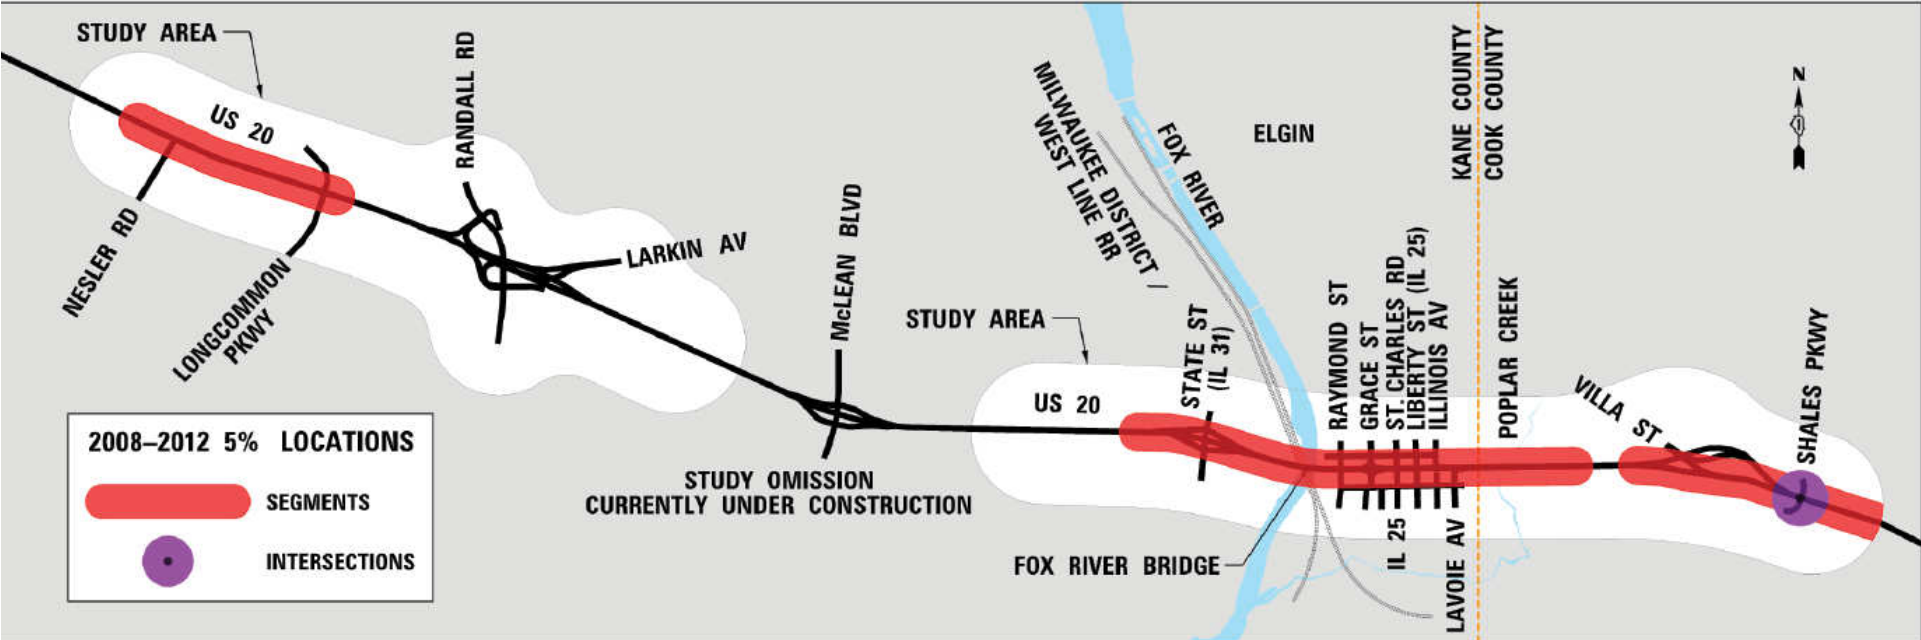 STUDY AREA
US 20
RANDALL RD
NESLER RD
LONGCOMMON
PKWY
LARKIN AV
McLEAN BLVD
STUDY OMISSION
CURRENTLY UNDER CONSTRUCTION
STUDY AREA
US 20
MILWAUKEE DISTRICT
WEST LINE RR
FOX RIVER
ELGIN
KANE COUNTY
COOK COUNTY
N
STATE ST
(IL 31)
RAYMOND ST
GRACE ST
ST. CHARLES RD
LIBERTY ST (IL 25)
ILLINOIS AV
POPLAR CREEK
VILLA ST
SHALES PKWY
FOX RIVER BRIDGE
IL 25
LAVOIE AV
2008–2012 5% LOCATIONS
SEGMENTS
INTERSECTIONS